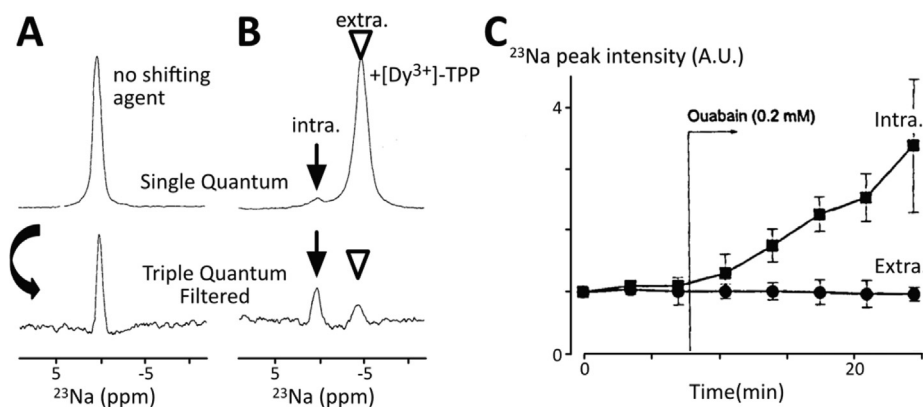 A
no shifting
agent
Single Quantum
Triple Quantum
Filtered
5
-5
²³Na (ppm)
B
extra.
+[Dy³⁺]-TPP
intra.
5
-5
²³Na (ppm)
C
²³Na peak intensity (A.U.)
4
Ouabain (0.2 mM)
Intra.
Extra
0
0
20
Time(min)